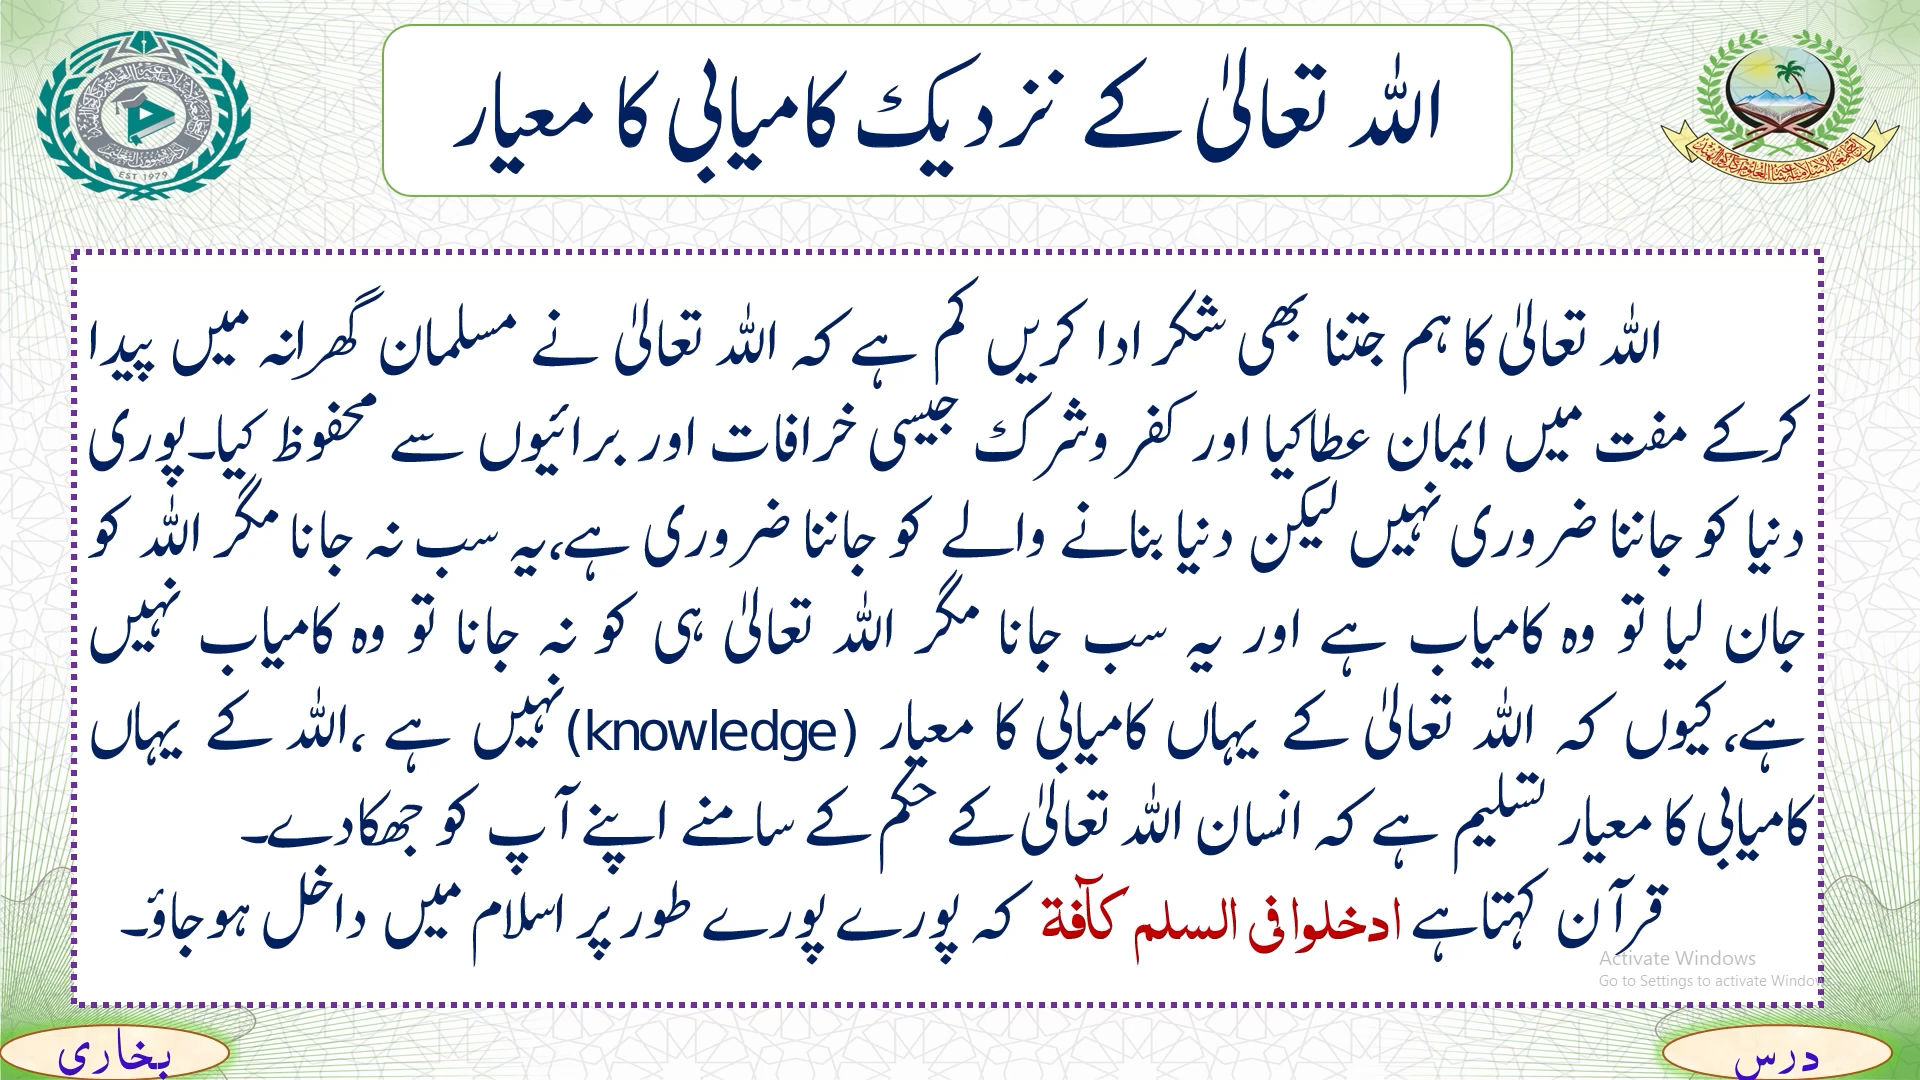 اللہ تعالیٰ کے نزدیک کامیابی کا معیار
اللہ تعالیٰ کا ہم جتنا بھی شکر ادا کریں کم ہے کہ اللہ تعالیٰ نے مسلمان گھرانہ میں پیدا
کرکے مفت میں ایمان عطاکیا اور کفر وشرک جیسی خرافات اور برائیوں سے محفوظ کیا۔پوری
دنیا کو جاننا ضروری نہیں لیکن دنیا بنانے والے کو جاننا ضروری ہے،یہ سب نہ جانا مگر اللہ کو
جان لیا تو وہ کامیاب ہے اور یہ سب جانا مگر اللہ تعالیٰ ہی کو نہ جانا تو وہ کامیاب نہیں
ہے،کیوں کہ اللہ تعالیٰ کے یہاں کامیابی کا معیار (knowledge)نہیں ہے ،اللہ کے یہاں
کامیابی کا معیار تسلیم ہے کہ انسان اللہ تعالیٰ کے حکم کے سامنے اپنے آپ کو جھکادے۔
قرآن کہتاہے ادخلوا فی السلم کآفة کہ پورے پورے طور پر اسلام میں داخل ہوجاؤ۔
Activate Windows
Go to Settings to activate Window
درس
بخاری
EST 1979